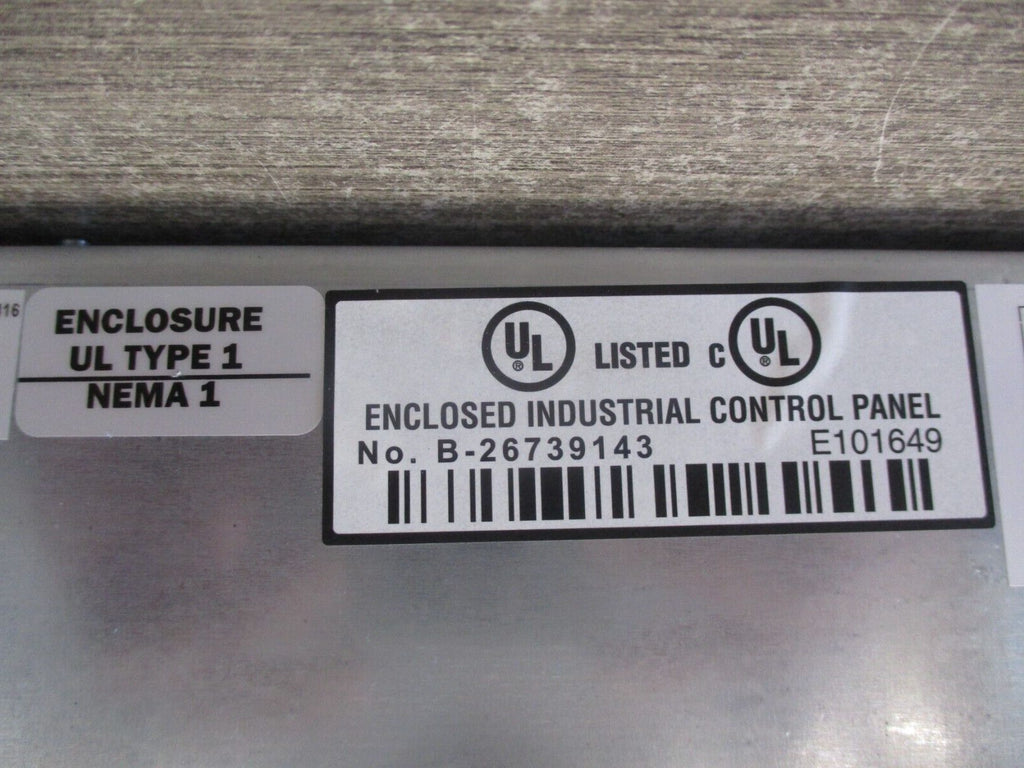 ENCLOSURE
UL TYPE 1
NEMA 1
UL® LISTED C UL®
ENCLOSED INDUSTRIAL CONTROL PANEL
No. B-26739143 E101649